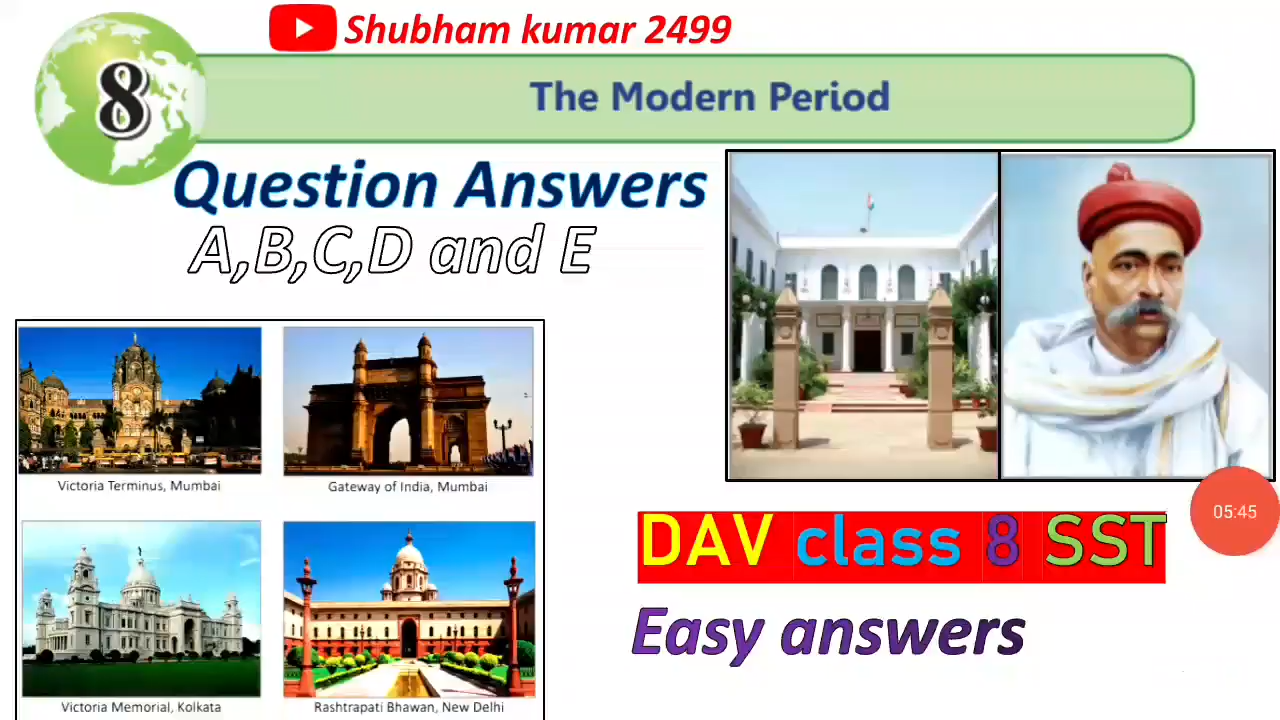 Shubham kumar 2499
8
The Modern Period
Question Answers
A,B,C,D and E
Victoria Terminus, Mumbai
Gateway of India, Mumbai
Victoria Memorial, Kolkata
Rashtrapati Bhawan, New Delhi
05:45
DAV class 8 SST
Easy answers